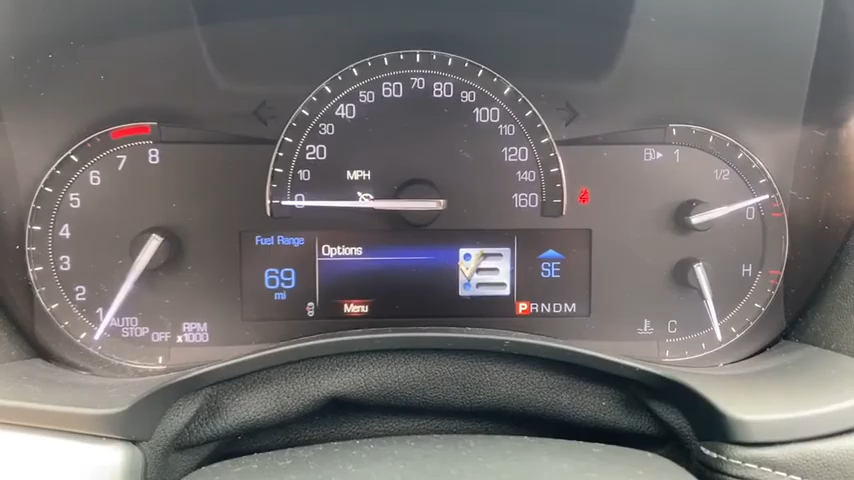 1
2
3
4
5
6
7
8
AUTO
STOP
OFF
RPM
x1000
0
10
20
30
40
50
60
70
80
90
100
110
120
140
160
MPH
Fuel Range
69
mi
Options
Menu
SE
PRNDM
1
1/2
0
H
C